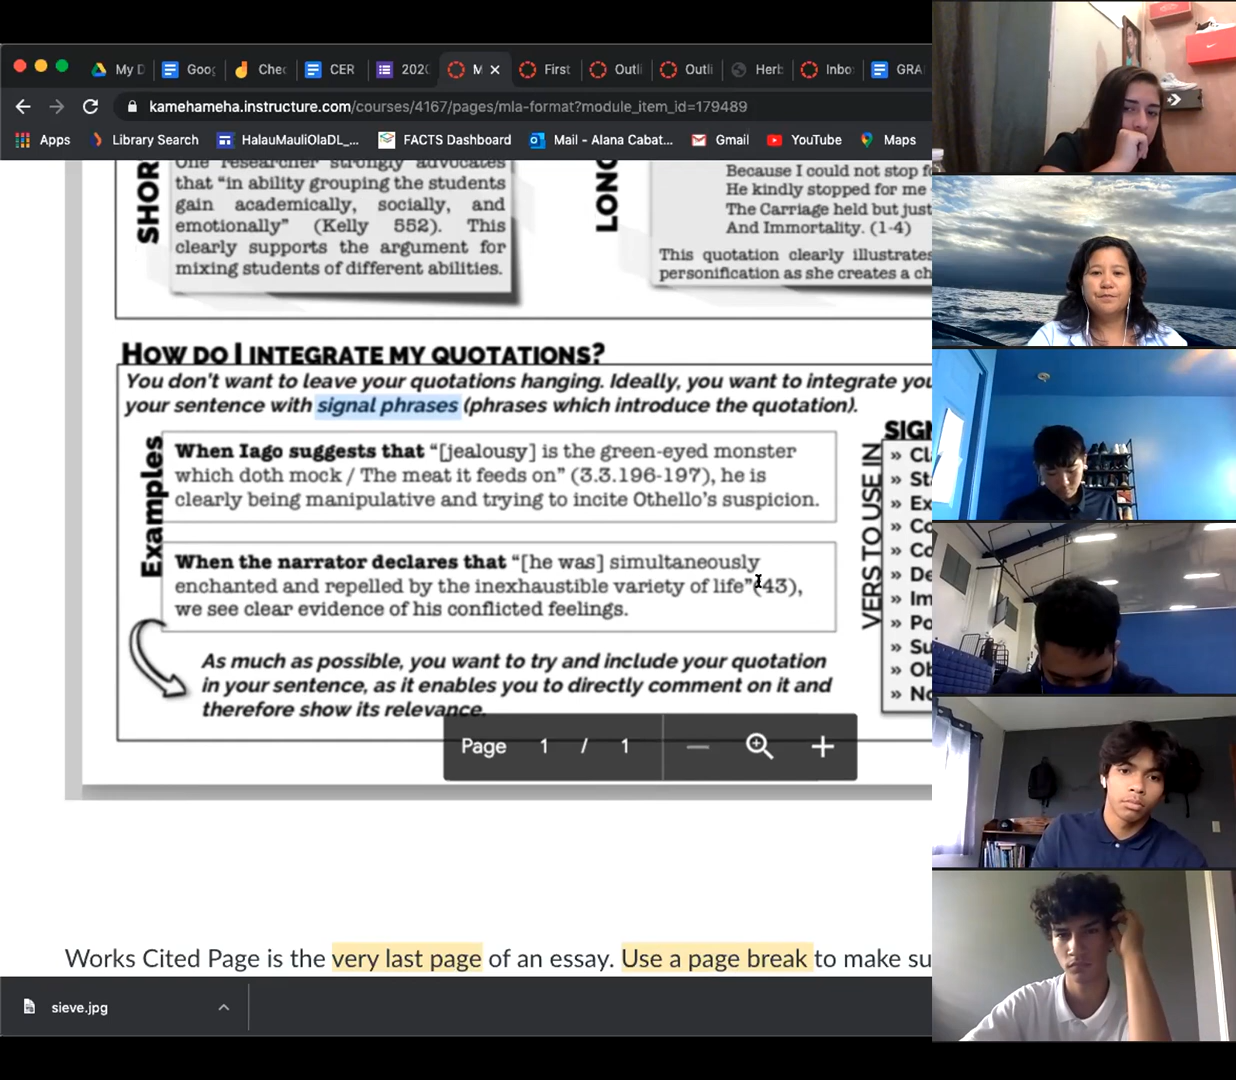 My D
Goog
Chec
CER
202C
M
First
Outli
Outli
Herb
Inbo
GRA
kamehameha.instructure.com/courses/4167/pages/mla-format?module_item_id=179489
Apps
Library Search
HalauMauliOlaDL_...
FACTS Dashboard
Mail - Alana Cabat...
Gmail
YouTube
Maps
SHOR
One researcher strongly advocates
that “in ability grouping the students
gain academically, socially, and
emotionally” (Kelly 552). This
clearly supports the argument for
mixing students of different abilities.
LONG
Because I could not stop f
He kindly stopped for me
The Carriage held but just
And Immortality. (1-4)
This quotation clearly illustrates
personification as she creates a ch
HOW DO I INTEGRATE MY QUOTATIONS?
You don’t want to leave your quotations hanging. Ideally, you want to integrate you
your sentence with signal phrases (phrases which introduce the quotation).
Examples
When Iago suggests that “[jealousy] is the green-eyed monster
which doth mock / The meat it feeds on” (3.3.196-197), he is
clearly being manipulative and trying to incite Othello’s suspicion.
When the narrator declares that “[he was] simultaneously
enchanted and repelled by the inexhaustible variety of life”(43),
we see clear evidence of his conflicted feelings.
As much as possible, you want to try and include your quotation
in your sentence, as it enables you to directly comment on it and
therefore show its relevance.
SIGN
VERS TO USE IN
» Cl
» St
» Ex
» Co
» Co
» De
» Im
» Po
» Su
» Ob
» No
Page 1 / 1
Works Cited Page is the very last page of an essay. Use a page break to make su
sieve.jpg